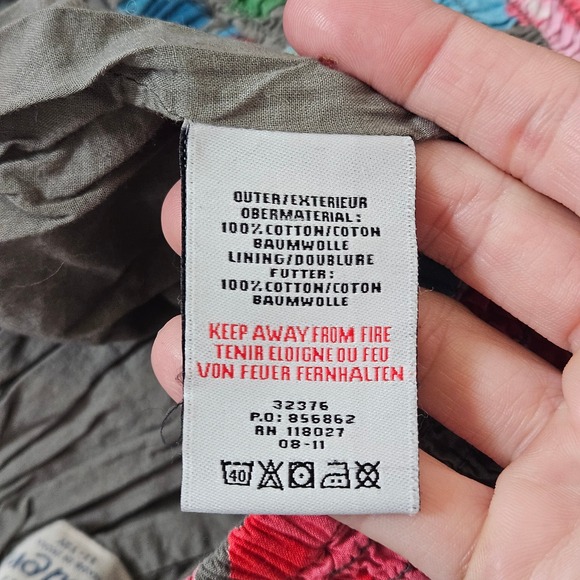 OUTER/EXTERIEUR
OBERMATERIAL:
100% COTTON/COTON
BAUMWOLLE
LINING/DOUBLURE
FUTTER:
100% COTTON/COTON
BAUMWOLLE
KEEP AWAY FROM FIRE
TENIR ELOIGNE DU FEU
VON FEUER FERNHALTEN
32376
P.O: 856862
RN 118027
08-11
40